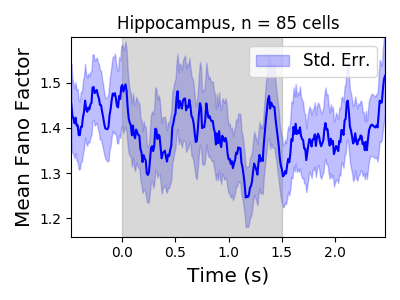 Hippocampus, n = 85 cells
Std. Err.
Mean Fano Factor
1.5
1.4
1.3
1.2
0.0 0.5 1.0 1.5 2.0
Time (s)